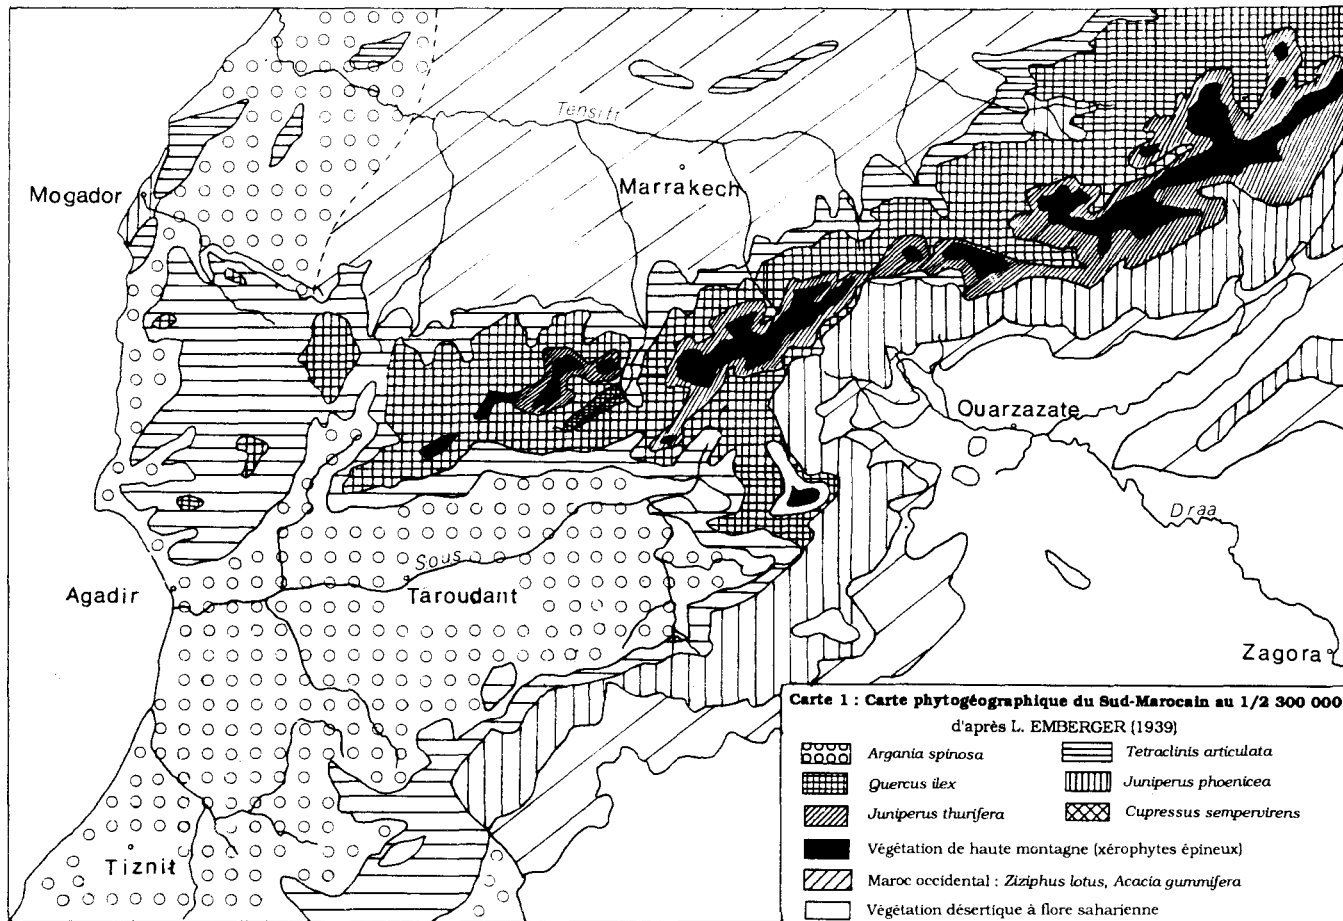 Tensift
Mogador
Marrakech
Ouarzazate
Draa
Sous
Agadir
Taroudant
Zagora
Tiznit
Carte 1 : Carte phytogéographique du Sud-Marocain au 1/2 300 000
d'après L. EMBERGER (1939)
Argania spinosa
Tetraclinis articulata
Quercus ilex
Juniperus phoenicea
Juniperus thurifera
Cupressus sempervirens
Végétation de haute montagne (xérophytes épineux)
Maroc occidental : Ziziphus lotus, Acacia gummifera
Végétation désertique à flore saharienne